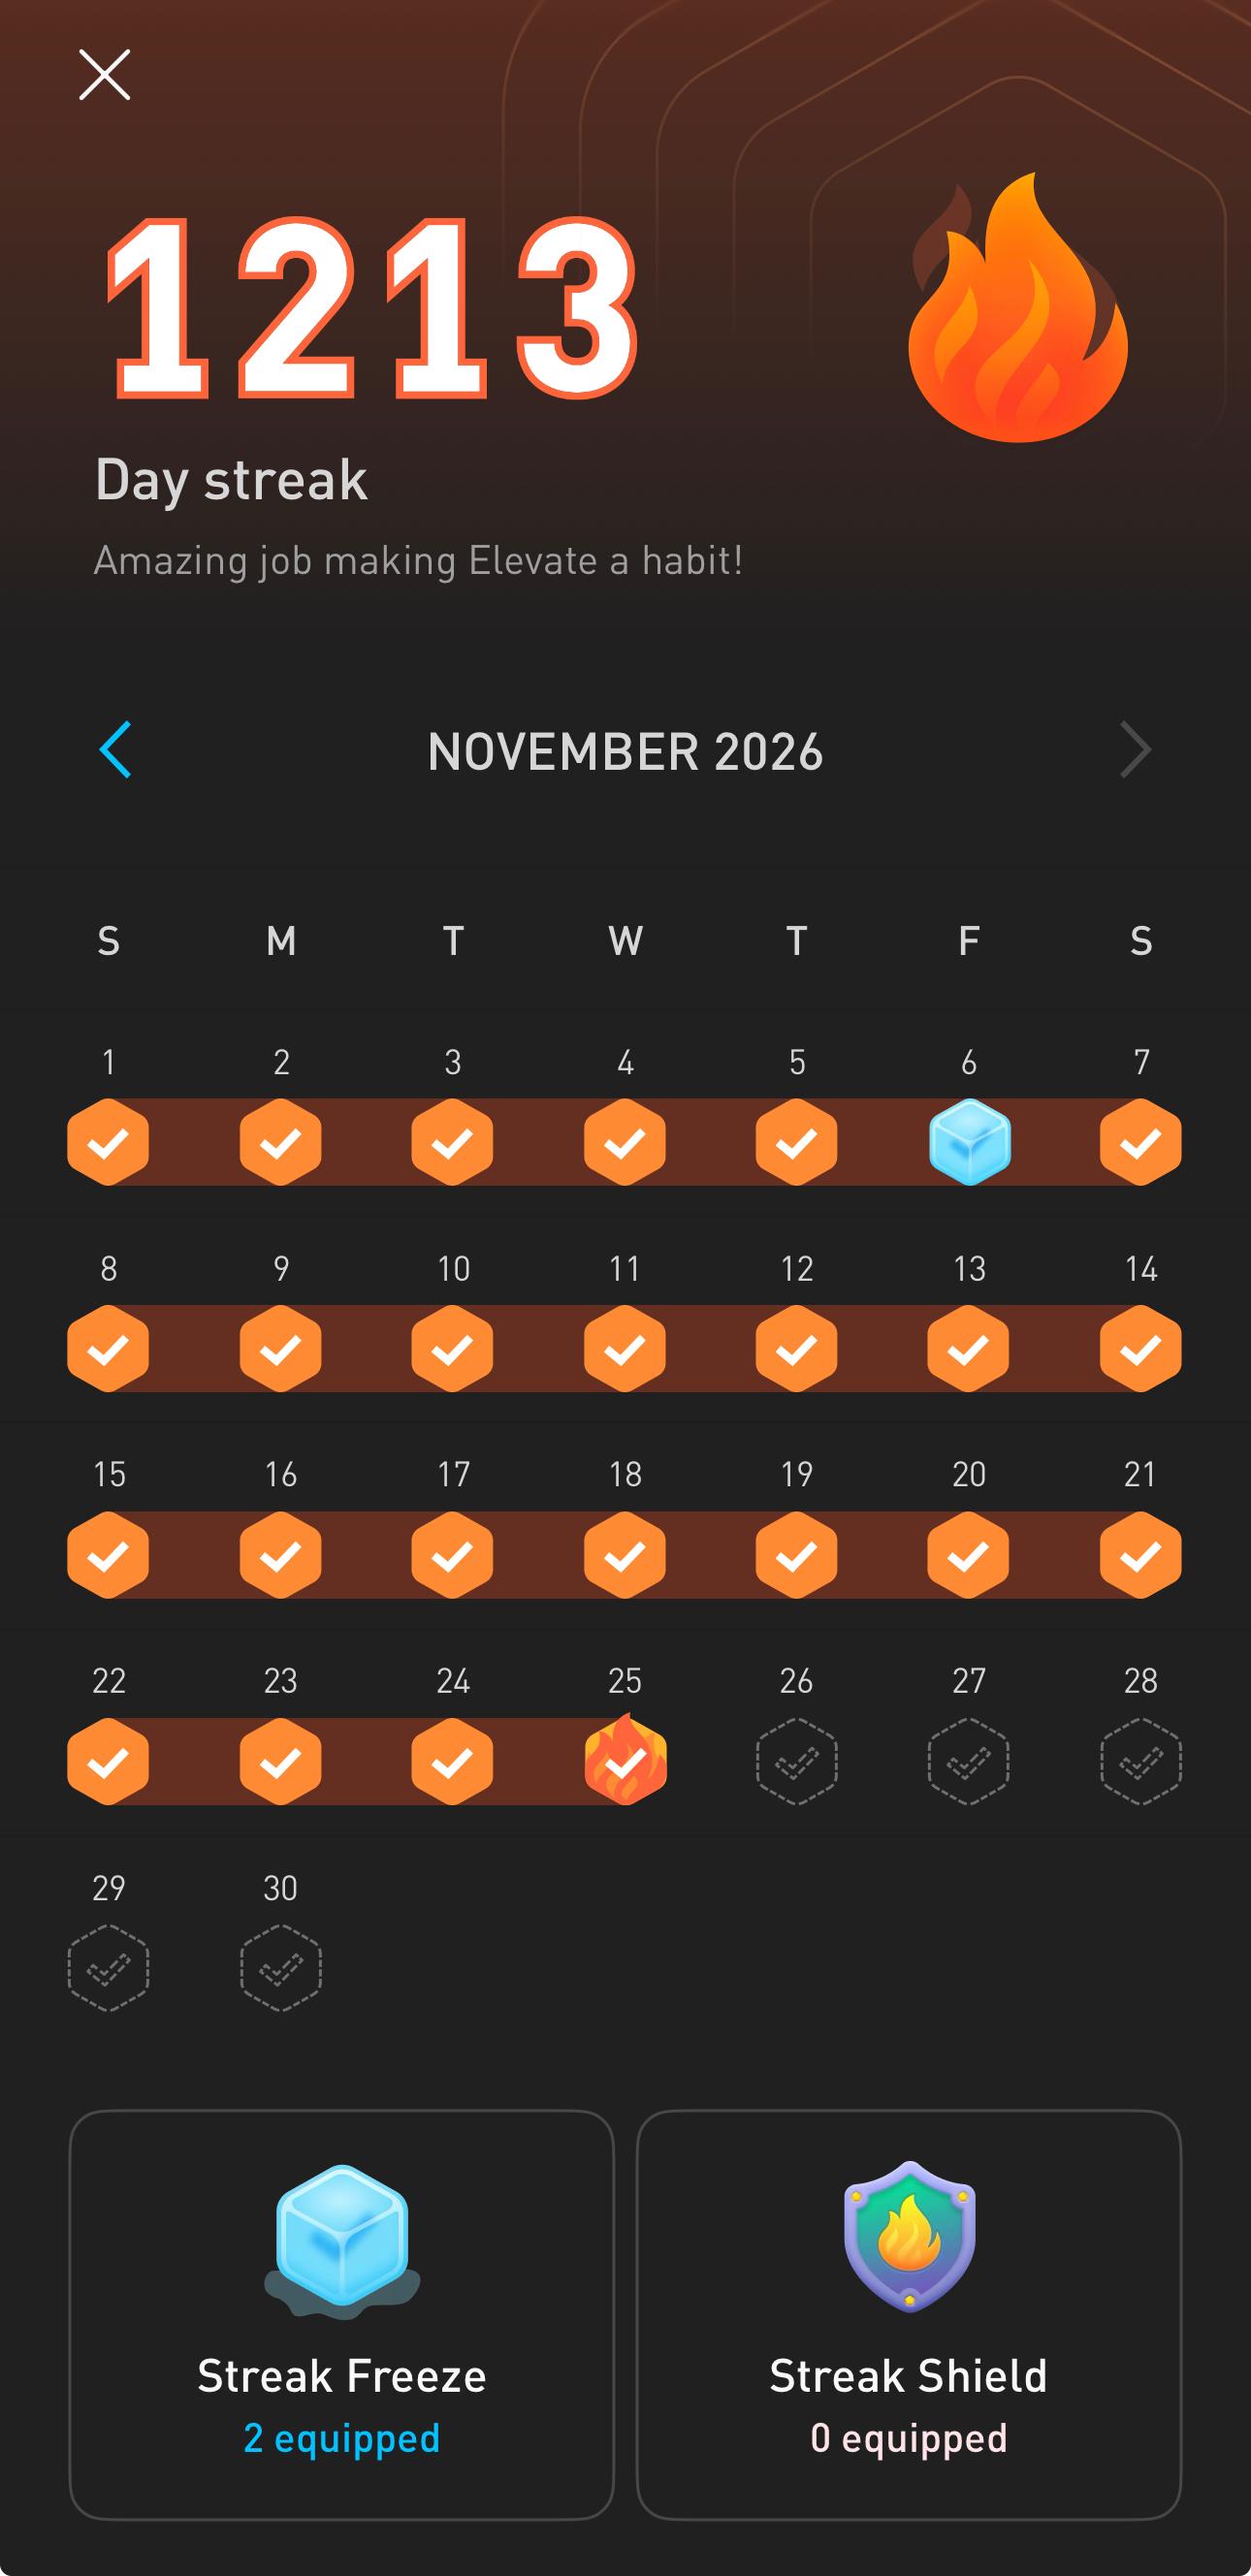 1213
Day streak
Amazing job making Elevate a habit!
NOVEMBER 2026
S M T W T F S
1 2 3 4 5 6 7
8 9 10 11 12 13 14
15 16 17 18 19 20 21
22 23 24 25 26 27 28
29 30
Streak Freeze
2 equipped
Streak Shield
0 equipped